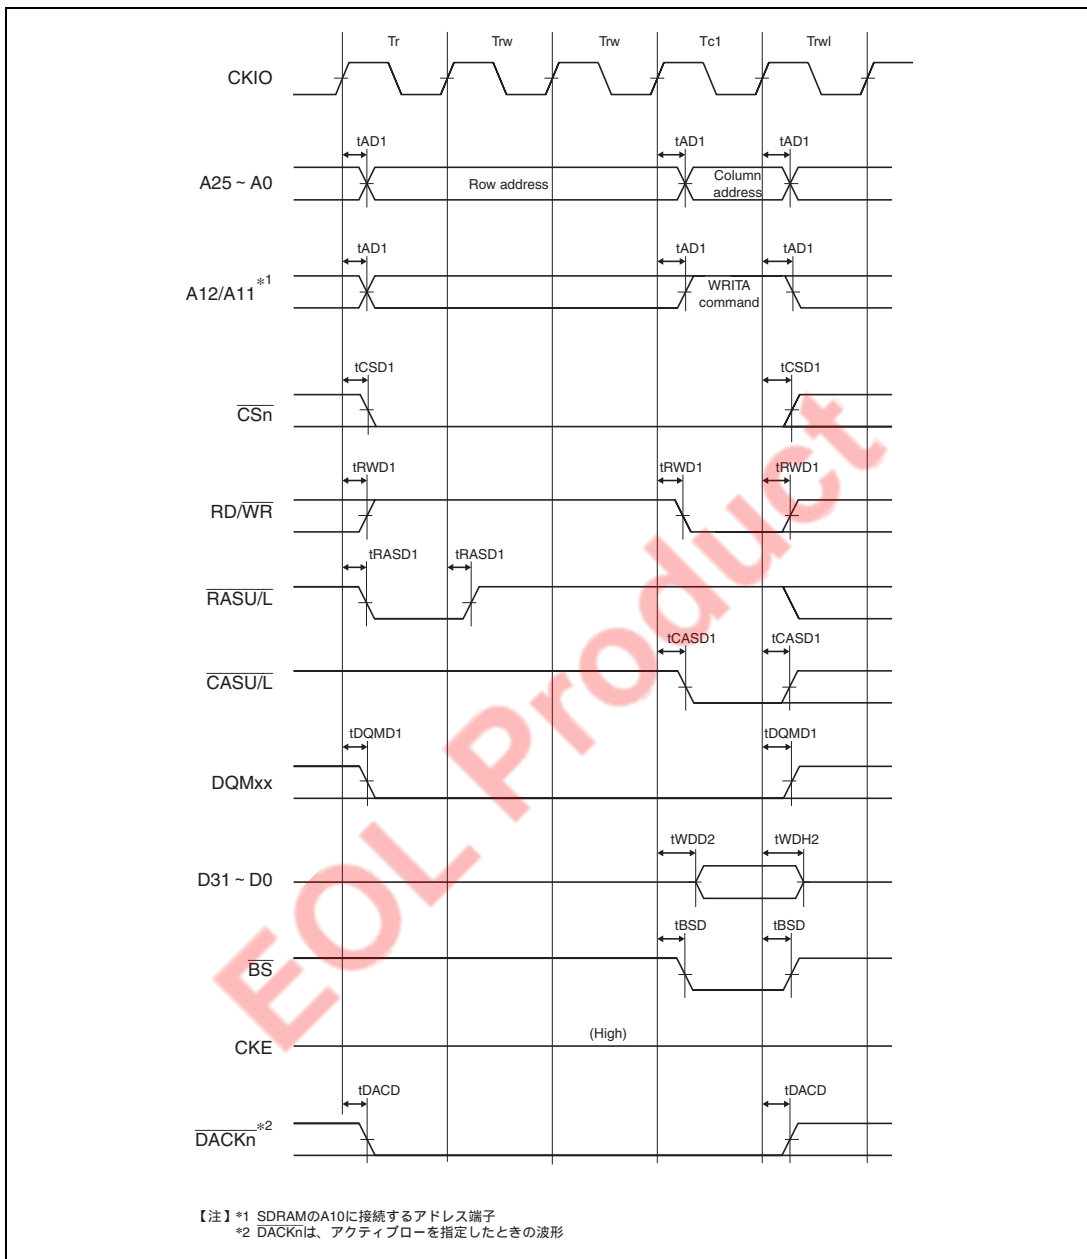 Tr Trw Trw Tc1 Trwl
CKIO
tAD1 tAD1 tAD1
A25 ~ A0 Row address Column address
tAD1 tAD1 tAD1
A12/A11*1 WRITA command
tCSD1 tCSD1
CSn
tRWD1 tRWD1 tRWD1
RD/WR
tRASD1 tRASD1
RASU/L
tCASD1 tCASD1
CASU/L
tDQMD1 tDQMD1
DQMxx
tWDD2 tWDH2
D31 ~ D0
tBSD tBSD
BS
(High)
CKE
tDACD tDACD
DACKn*2
【注】*1 SDRAMのA10に接続するアドレス端子
*2 DACKnは、アクティブローを指定したときの波形
EOL Product